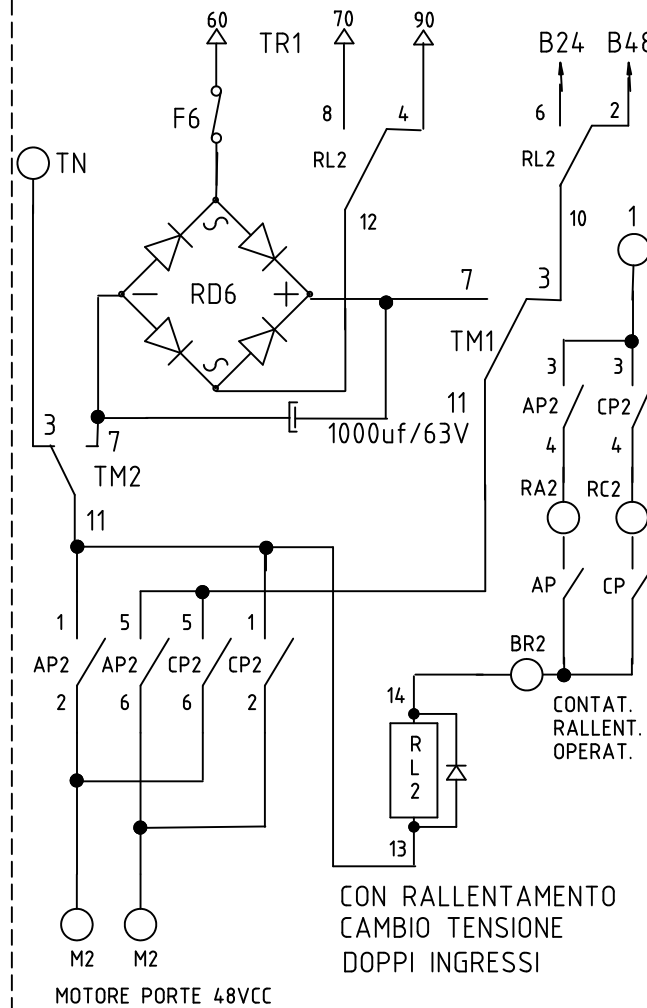 60 TR1 70 90
B24 B48
F6 8 4 6 2
RL2 RL2
TN
12 10 1
RD6 7 3
TM1
3 3
11 AP2 CP2
1000uf/63V
3 7 4 4
TM2
RA2 RC2
11
AP CP
1 5 5 1
BR2
AP2 AP2 CP2 CP2
2 6 6 2
14
CONTAT.
RALLENT.
OPERAT.
R
L
2
13
CON RALLENTAMENTO
CAMBIO TENSIONE
DOPPI INGRESSI
M2 M2
MOTORE PORTE 48VCC